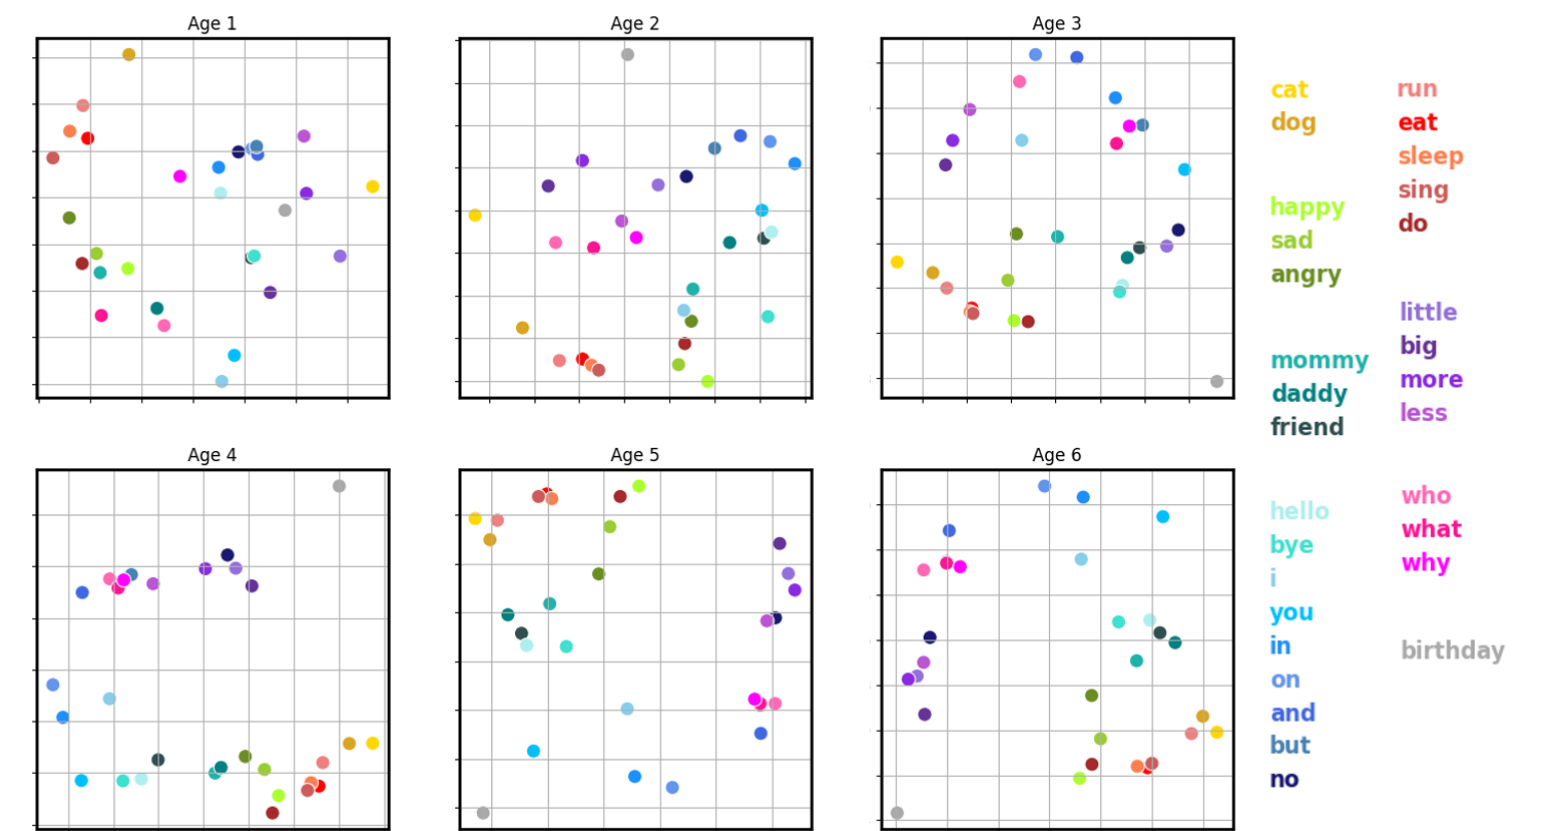 Age 1
Age 2
Age 3
Age 4
Age 5
Age 6
cat
dog
happy
sad
angry
mommy
daddy
friend
hello
bye
i
you
in
on
and
but
no
run
eat
sleep
sing
do
little
big
more
less
who
what
why
birthday